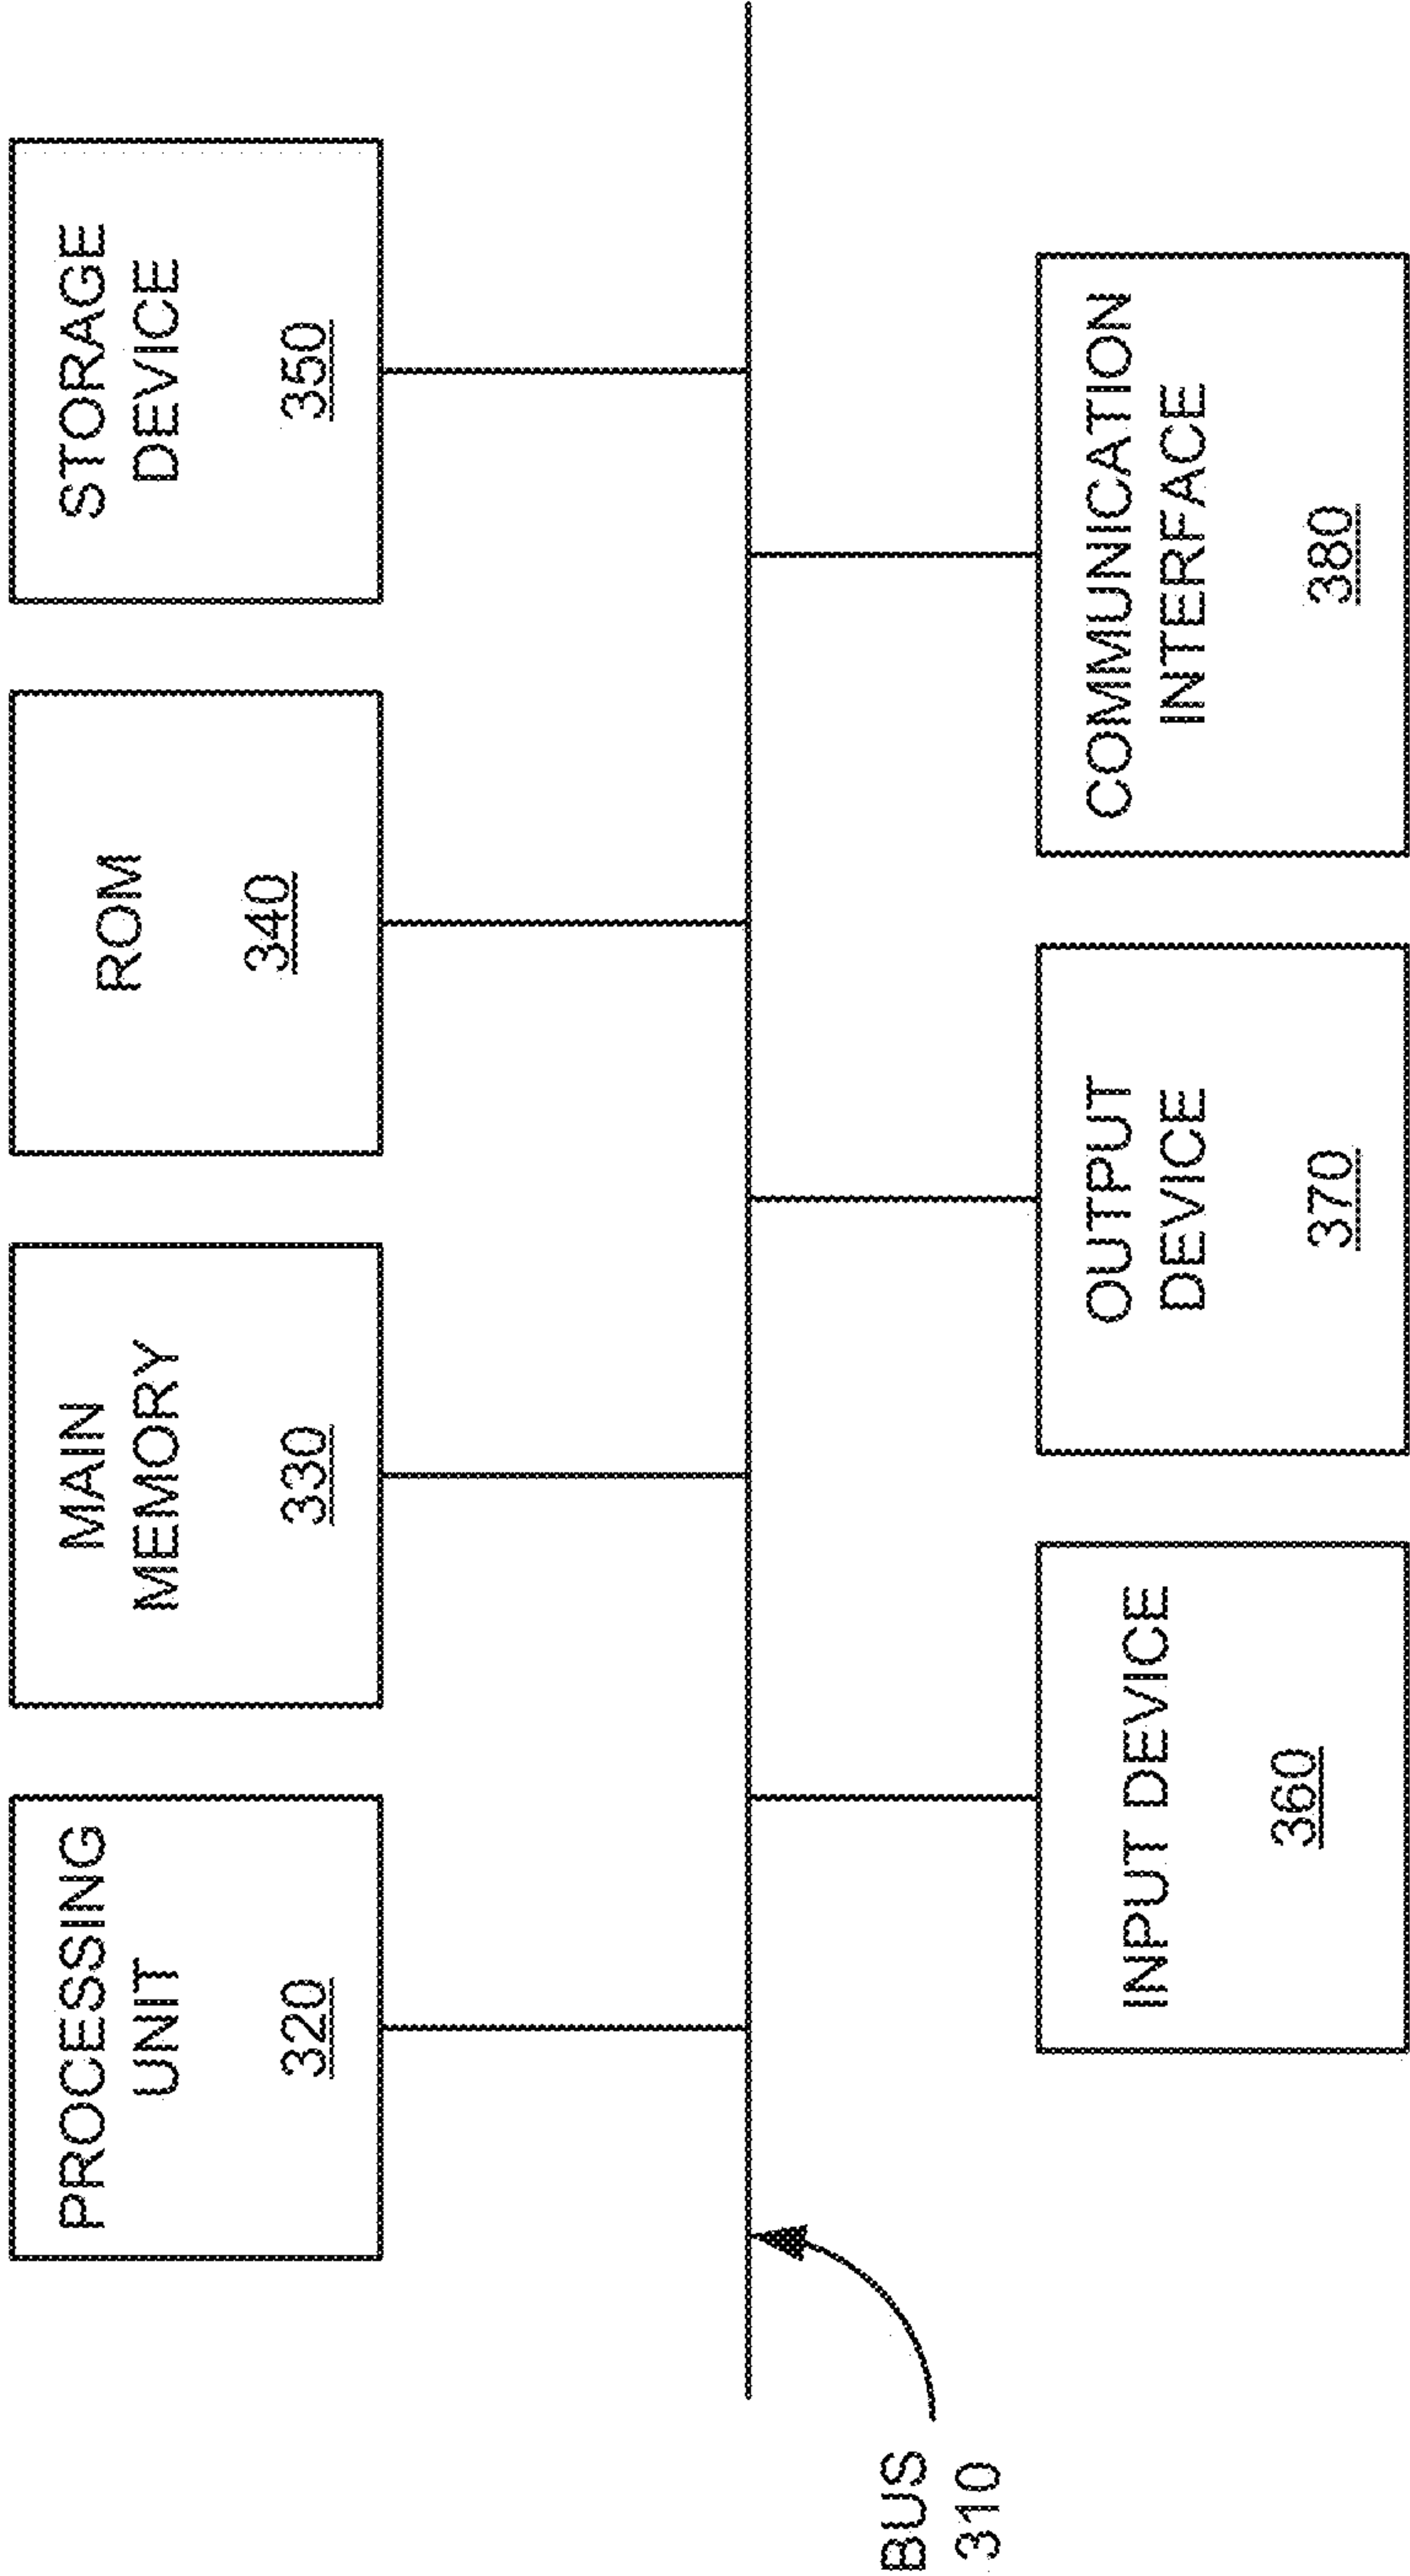 PROCESSING
UNIT
320
MAIN
MEMORY
330
ROM
340
STORAGE
DEVICE
350
BUS
310
INPUT DEVICE
360
OUTPUT
DEVICE
370
COMMUNICATION
INTERFACE
380